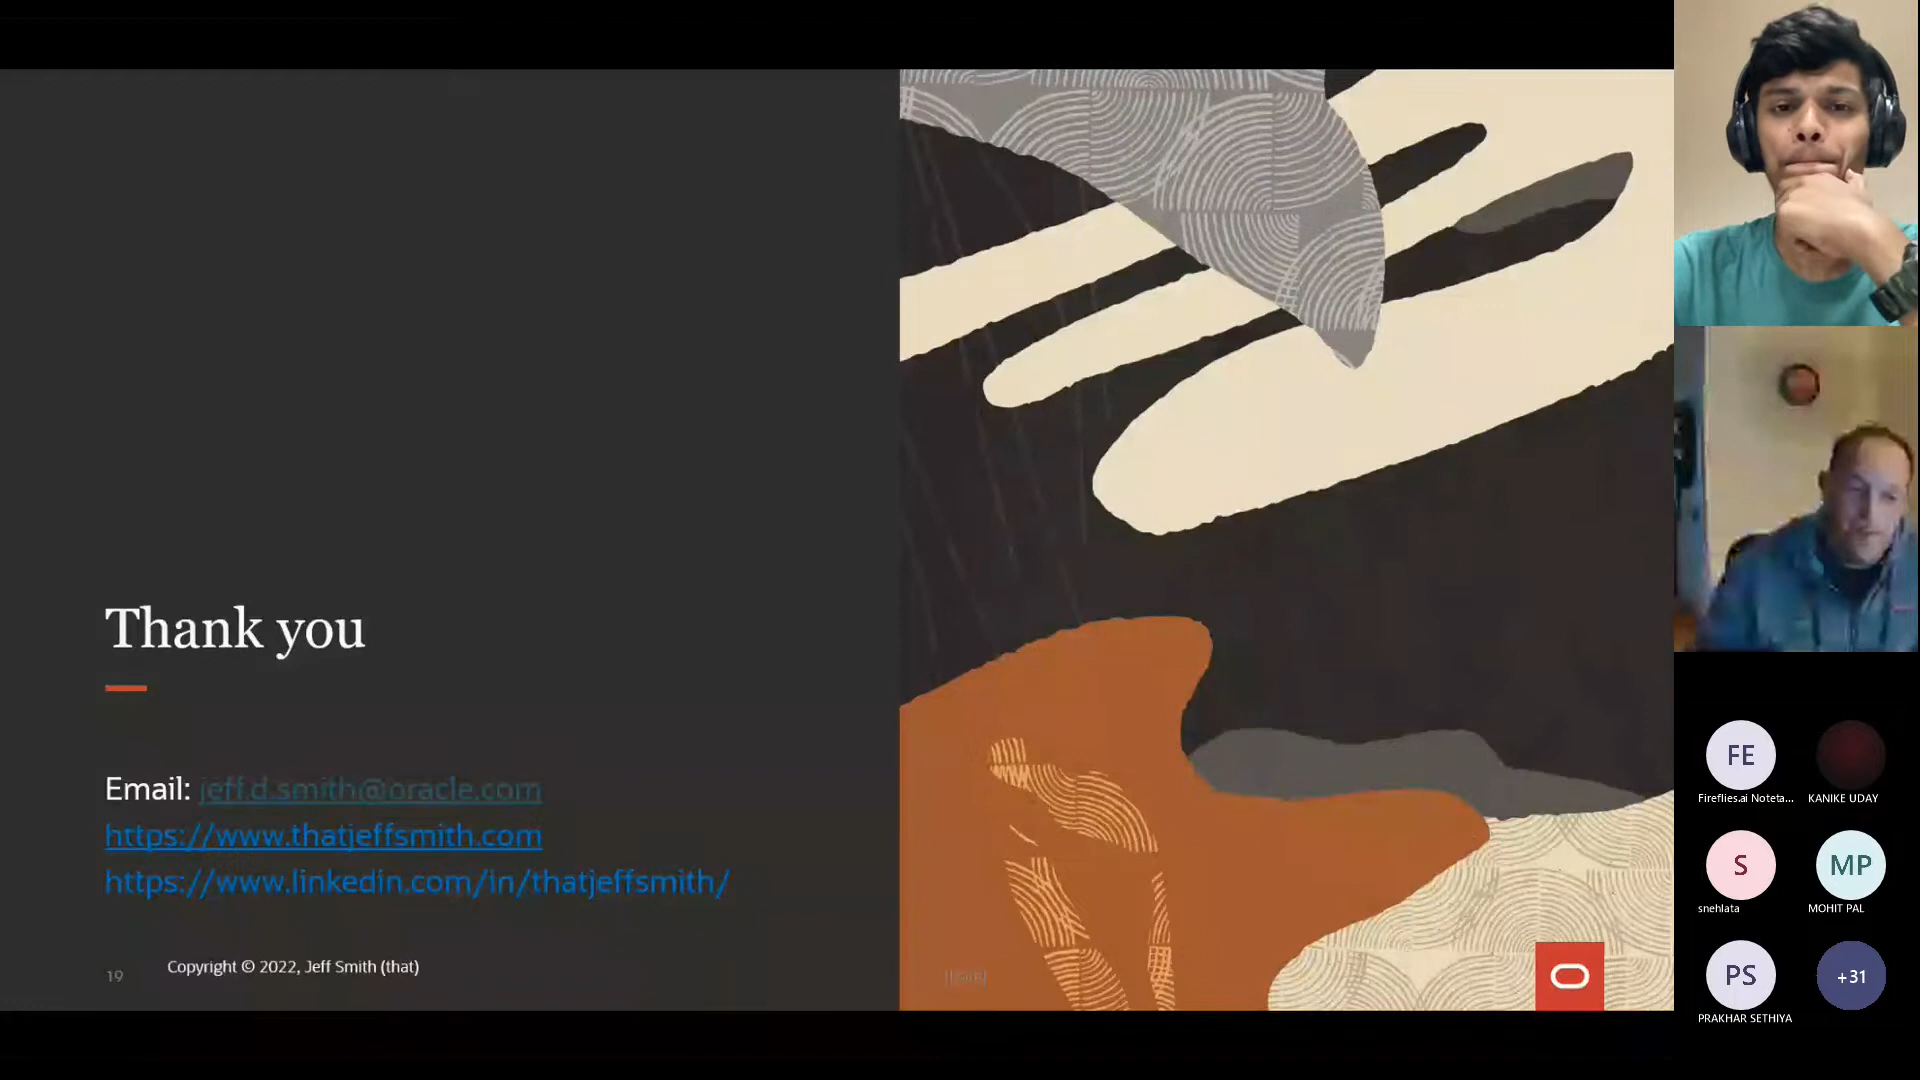 Thank you
Email: jeff.d.smith@oracle.com
https://www.thatjeffsmith.com
https://www.linkedin.com/in/thatjeffsmith/
19
Copyright © 2022, Jeff Smith (that)
FE
Fireflies.ai Noteta...
KANIKE UDAY
S
snehlata
MP
MOHIT PAL
PS
PRAKHAR SETHIYA
+31